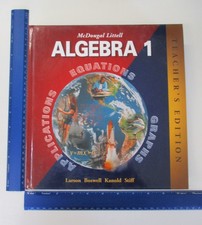 McDougal Littell
ALGEBRA 1
TEACHER'S EDITION
APPLICATIONS
EQUATIONS
GRAPHS
Larson Boswell Kanold Stiff